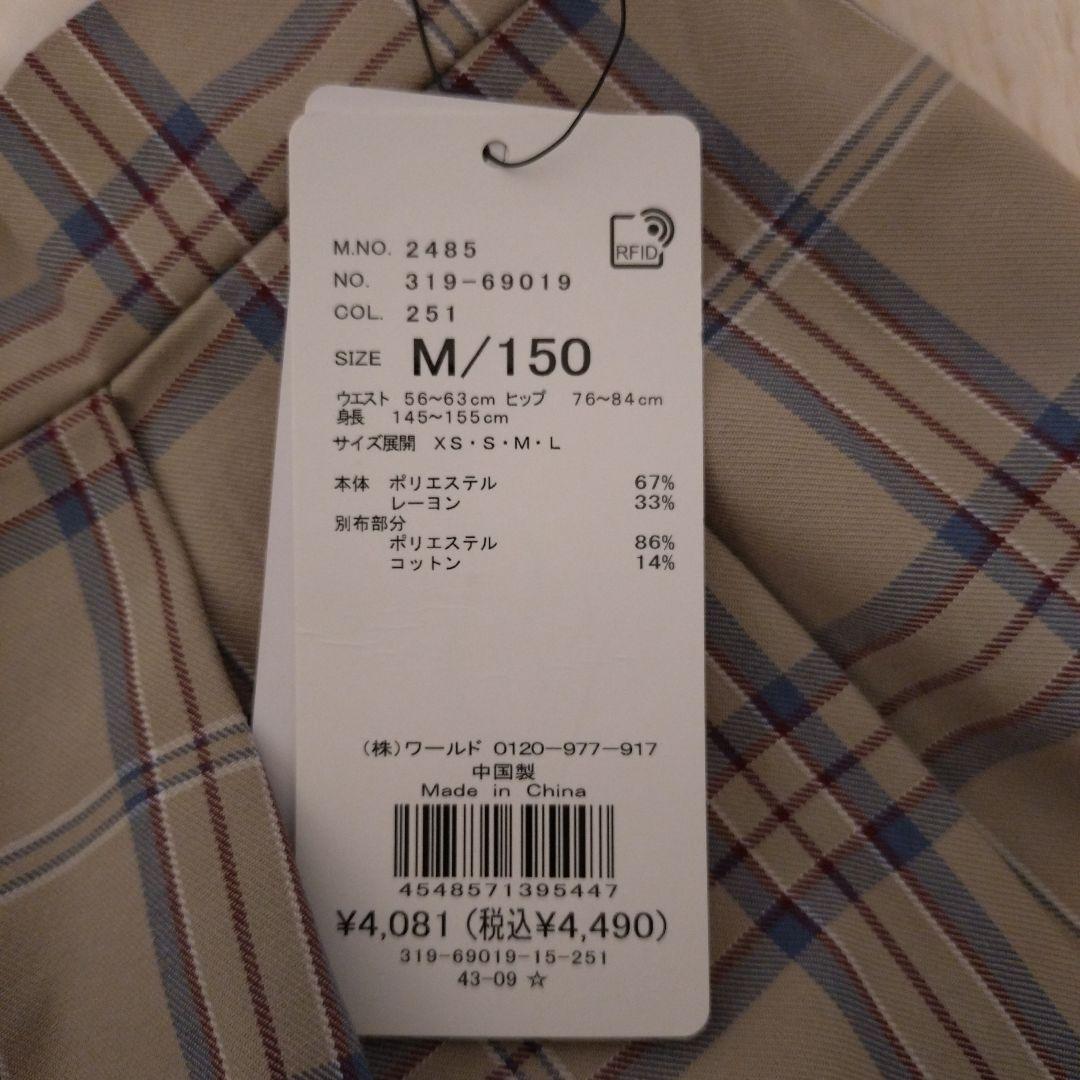 RFID
M.NO. 2485
NO. 319-69019
COL. 251
SIZE M/150
ウエスト 56～63cm ヒップ 76～84cm
身長 145～155cm
サイズ展開 XS・S・M・L
本体 ポリエステル 67%
レーヨン 33%
別布部分
ポリエステル 86%
コットン 14%
(株)ワールド 0120-977-917
中国製
Made in China
4548571395447
¥4,081 (税込¥4,490)
319-69019-15-251
43-09 ☆